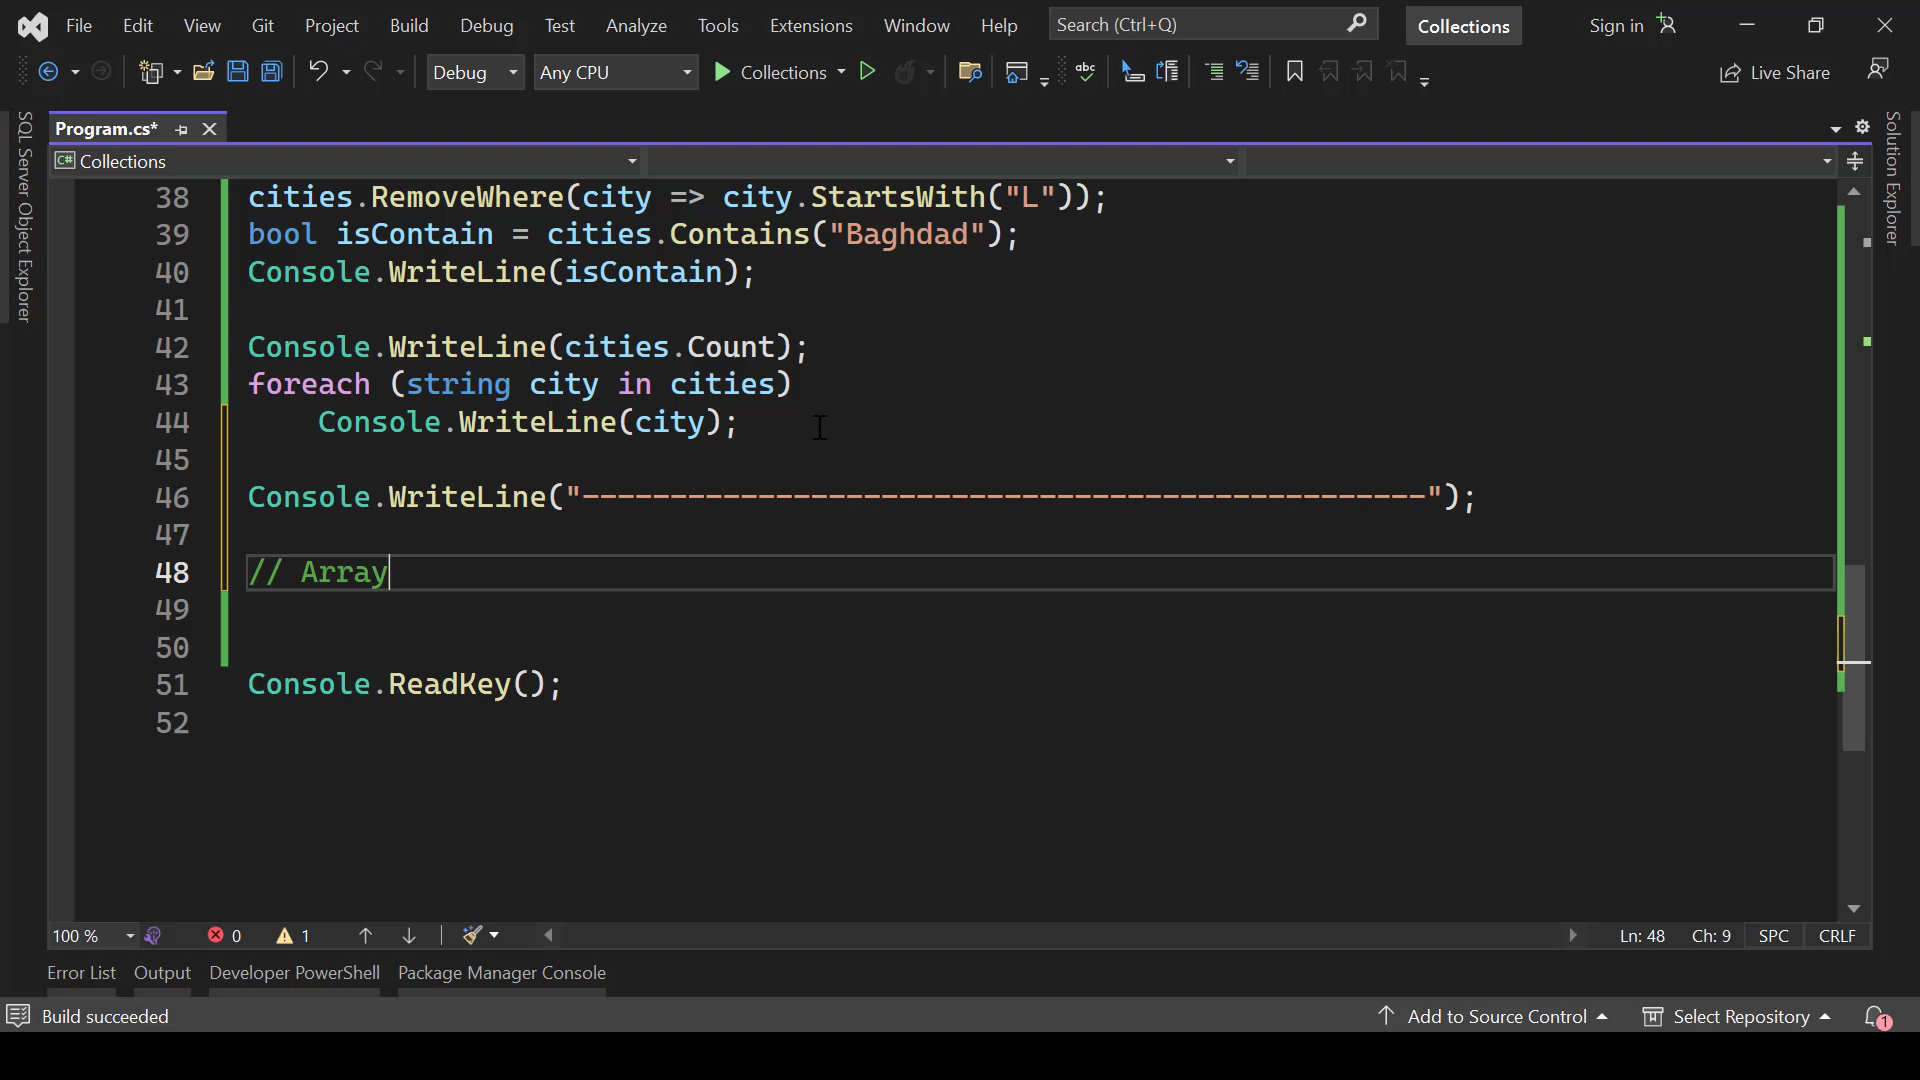 File Edit View Git Project Build Debug Test Analyze Tools Extensions Window Help Search (Ctrl+Q) Collections Sign in
Debug Any CPU Collections abc Live Share
SQL Server Object Explorer
Solution Explorer
Program.cs*
C# Collections
38 cities.RemoveWhere(city => city.StartsWith("L"));
39 bool isContain = cities.Contains("Baghdad");
40 Console.WriteLine(isContain);
41
42 Console.WriteLine(cities.Count);
43 foreach (string city in cities)
44 Console.WriteLine(city);
45
46 Console.WriteLine("------------------------------------------------");
47
48 // Array
49
50
51 Console.ReadKey();
52
100 % 0 1 Ln: 48 Ch: 9 SPC CRLF
Error List Output Developer PowerShell Package Manager Console
Build succeeded Add to Source Control Select Repository 1